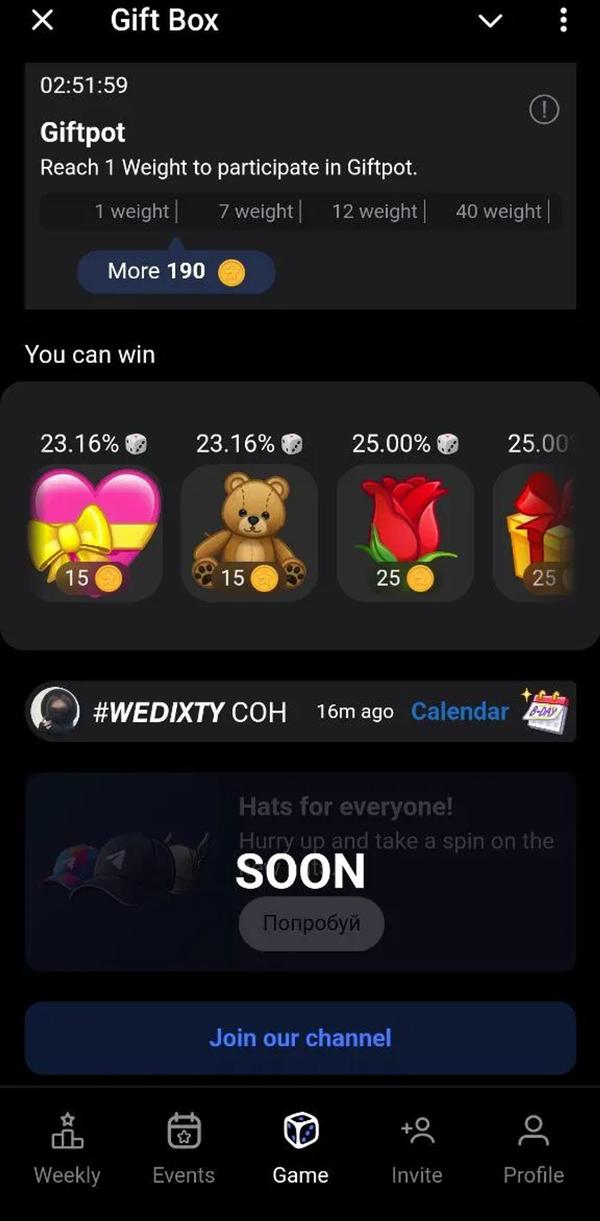 Gift Box
02:51:59
Giftpot
Reach 1 Weight to participate in Giftpot.
1 weight 7 weight 12 weight 40 weight
More 190
You can win
23.16% 23.16% 25.00% 25.00
15 15 25 25
#WEDIXTY СОН 16m ago Calendar B-DAY
Hats for everyone!
Hurry up and take a spin on the
SOON
Попробуй
Join our channel
Weekly Events Game Invite Profile